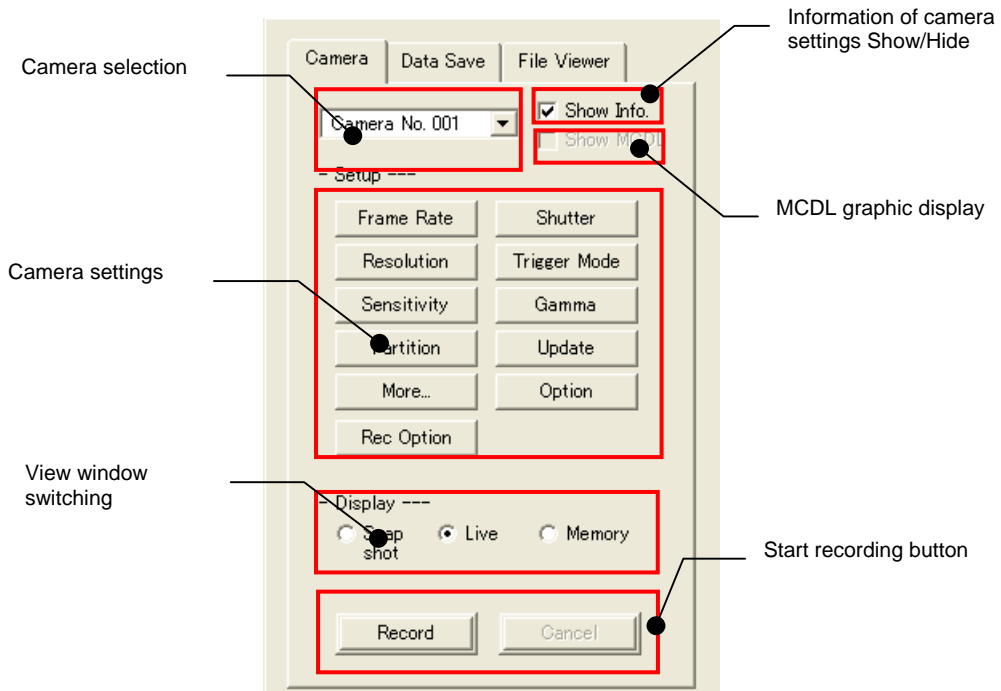 Information of camera
settings Show/Hide
Camera selection
Camera Data Save File Viewer
Camera No. 001
Show Info.
Show MCDL
- Setup ---
MCDL graphic display
Camera settings
Frame Rate Shutter
Resolution Trigger Mode
Sensitivity Gamma
Partition Update
More... Option
Rec Option
View window
switching
- Display ---
Snap
shot
Live
Memory
Start recording button
Record Cancel